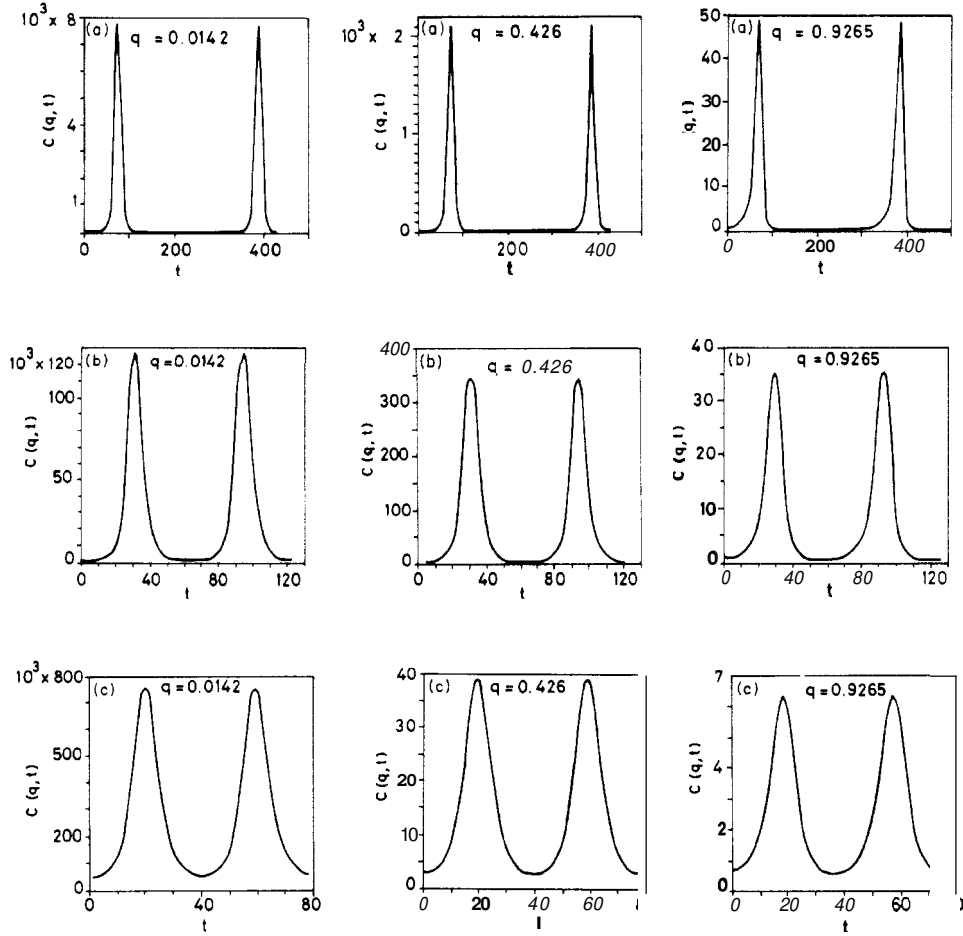 10³ × 8
(a)
q = 0.0142
4
1
C (q,t)
0
200
400
t
10³ ×
2
(a)
q = 0.426
1
0
C (q,t)
200
400
t
50
(a)
q = 0.9265
40
30
20
10
0
q,t)
0
200
400
t
10³ × 120
(b)
q = 0.0142
100
50
0
C (q,t)
0
40
80
120
t
400
(b)
q = 0.426
300
200
100
0
C (q,t)
0
40
80
120
t
40
(b)
q = 0.9265
30
20
10
0
C (q,t)
0
40
80
120
t
10³ × 800
(c)
q = 0.0142
500
200
0
C (q,t)
0
20
40
60
80
t
40
(c)
q = 0.426
30
20
10
0
C (q,t)
0
20
40
60
I
7
(c)
q = 0.9265
6
4
2
0
C (q,t)
0
20
40
60
t